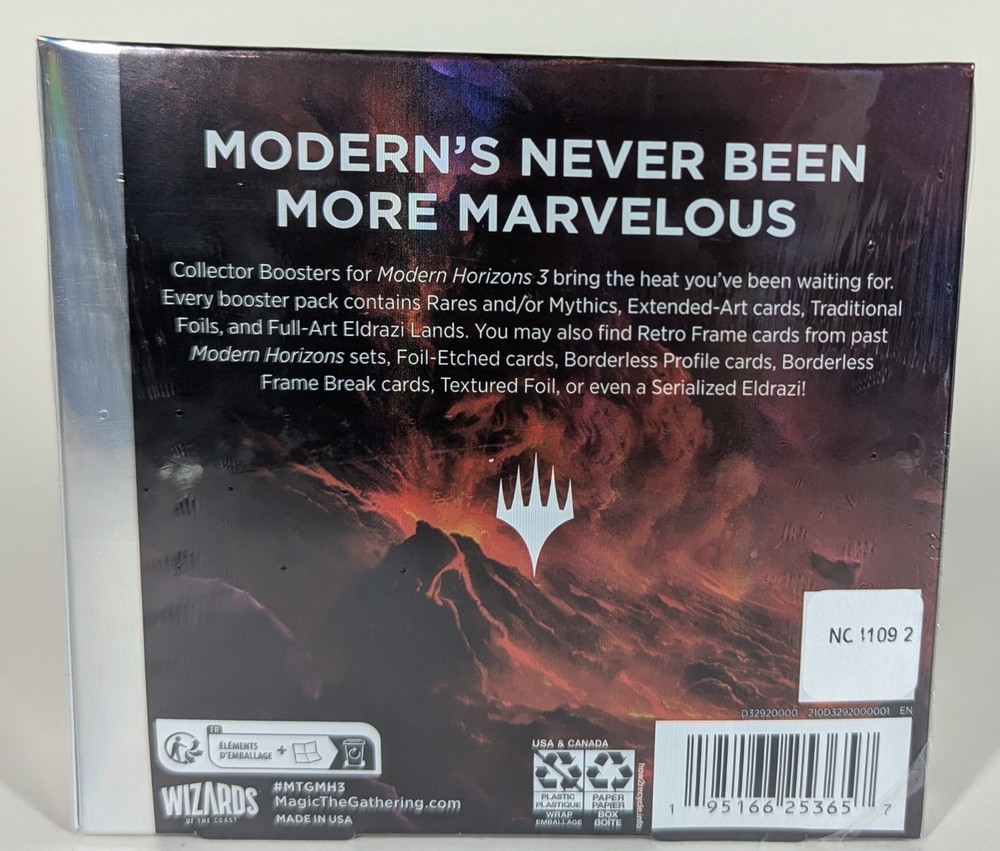 MODERN'S NEVER BEEN
MORE MARVELOUS
Collector Boosters for Modern Horizons 3 bring the heat you've been waiting for.
Every booster pack contains Rares and/or Mythics, Extended-Art cards, Traditional
Foils, and Full-Art Eldrazi Lands. You may also find Retro Frame cards from past
Modern Horizons sets, Foil-Etched cards, Borderless Profile cards, Borderless
Frame Break cards, Textured Foil, or even a Serialized Eldrazi!
NC 1109 2
D32920000 210D3292000001 EN
FR
ÉLÉMENTS
D'EMBALLAGE +
WIZARDS
OF THE COAST
#MTGMH3
MagicTheGathering.com
MADE IN USA
USA & CANADA
PLASTIC
PLASTIQUE
WRAP
EMBALLAGE
PAPER
PAPIER
BOX
BOÎTE
how2recycle.info
1 95166 25365 7